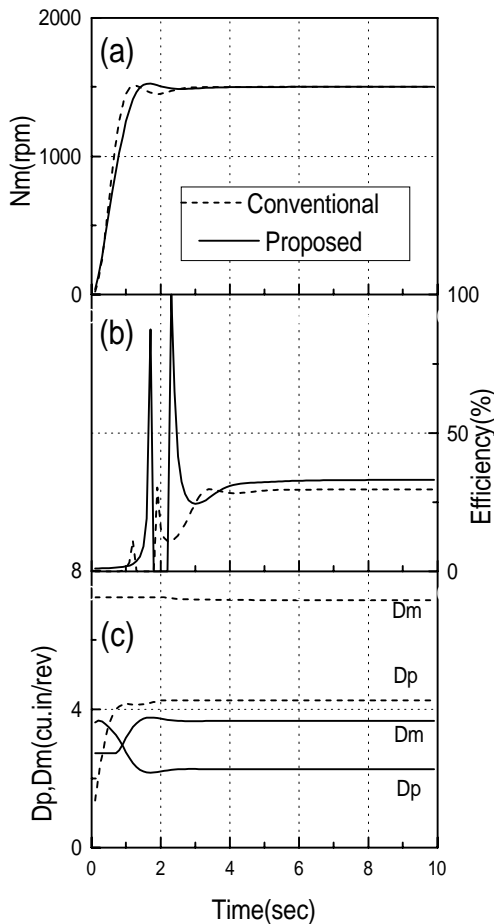 2000
(a)
Nm(rpm)
1000
Conventional
Proposed
0
100
(b)
Efficiency(%)
50
8
0
Dm
(c)
Dp,Dm(cu.in/rev)
Dp
4
Dm
Dp
0
0 2 4 6 8 10
Time(sec)